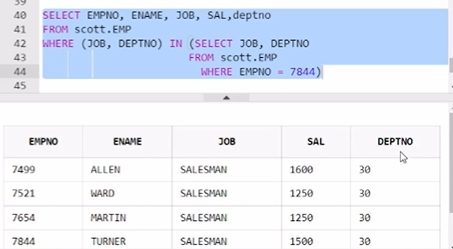 39
40 SELECT EMPNO, ENAME, JOB, SAL,deptno
41 FROM scott.EMP
42 WHERE (JOB, DEPTNO) IN (SELECT JOB, DEPTNO
43 FROM scott.EMP
44 WHERE EMPNO = 7844)
45
EMPNO ENAME JOB SAL DEPTNO
7499 ALLEN SALESMAN 1600 30
7521 WARD SALESMAN 1250 30
7654 MARTIN SALESMAN 1250 30
7844 TURNER SALESMAN 1500 30